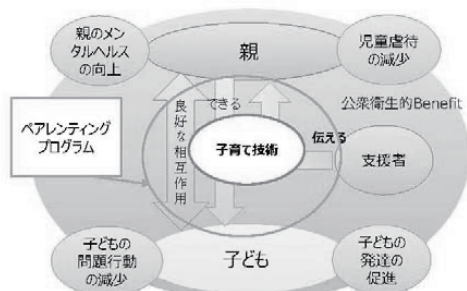 親のメン
タルヘルス
の向上
親
児童虐待
の減少
公衆衛生的Benefit
ペアレンティング
プログラム
良好な相互作用
できる
子育て技術
伝える
支援者
子どもの
問題行動
の減少
子ども
子どもの
発達の
促進